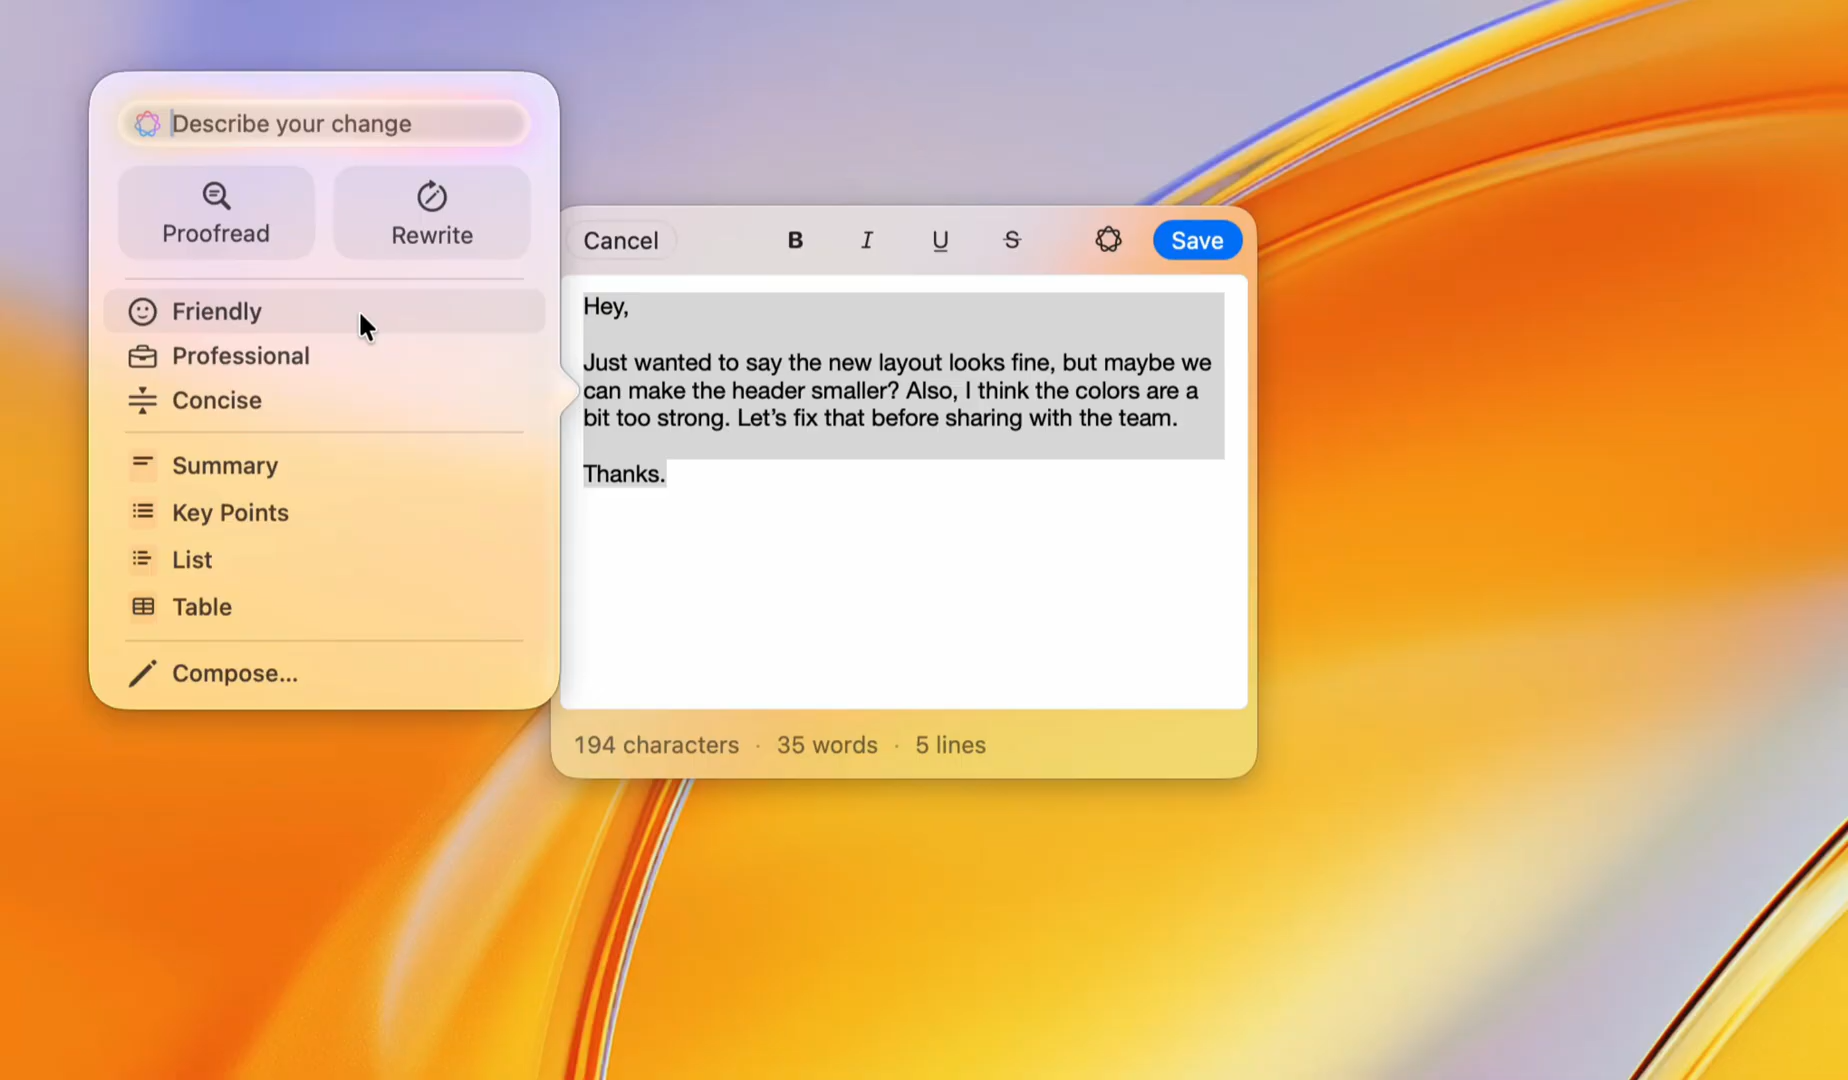 Describe your change
Proofread
Rewrite
Friendly
Professional
Concise
Summary
Key Points
List
Table
Compose...
Cancel
B
I
U
S
Save
Hey,
Just wanted to say the new layout looks fine, but maybe we
can make the header smaller? Also, I think the colors are a
bit too strong. Let’s fix that before sharing with the team.
Thanks.
194 characters · 35 words · 5 lines